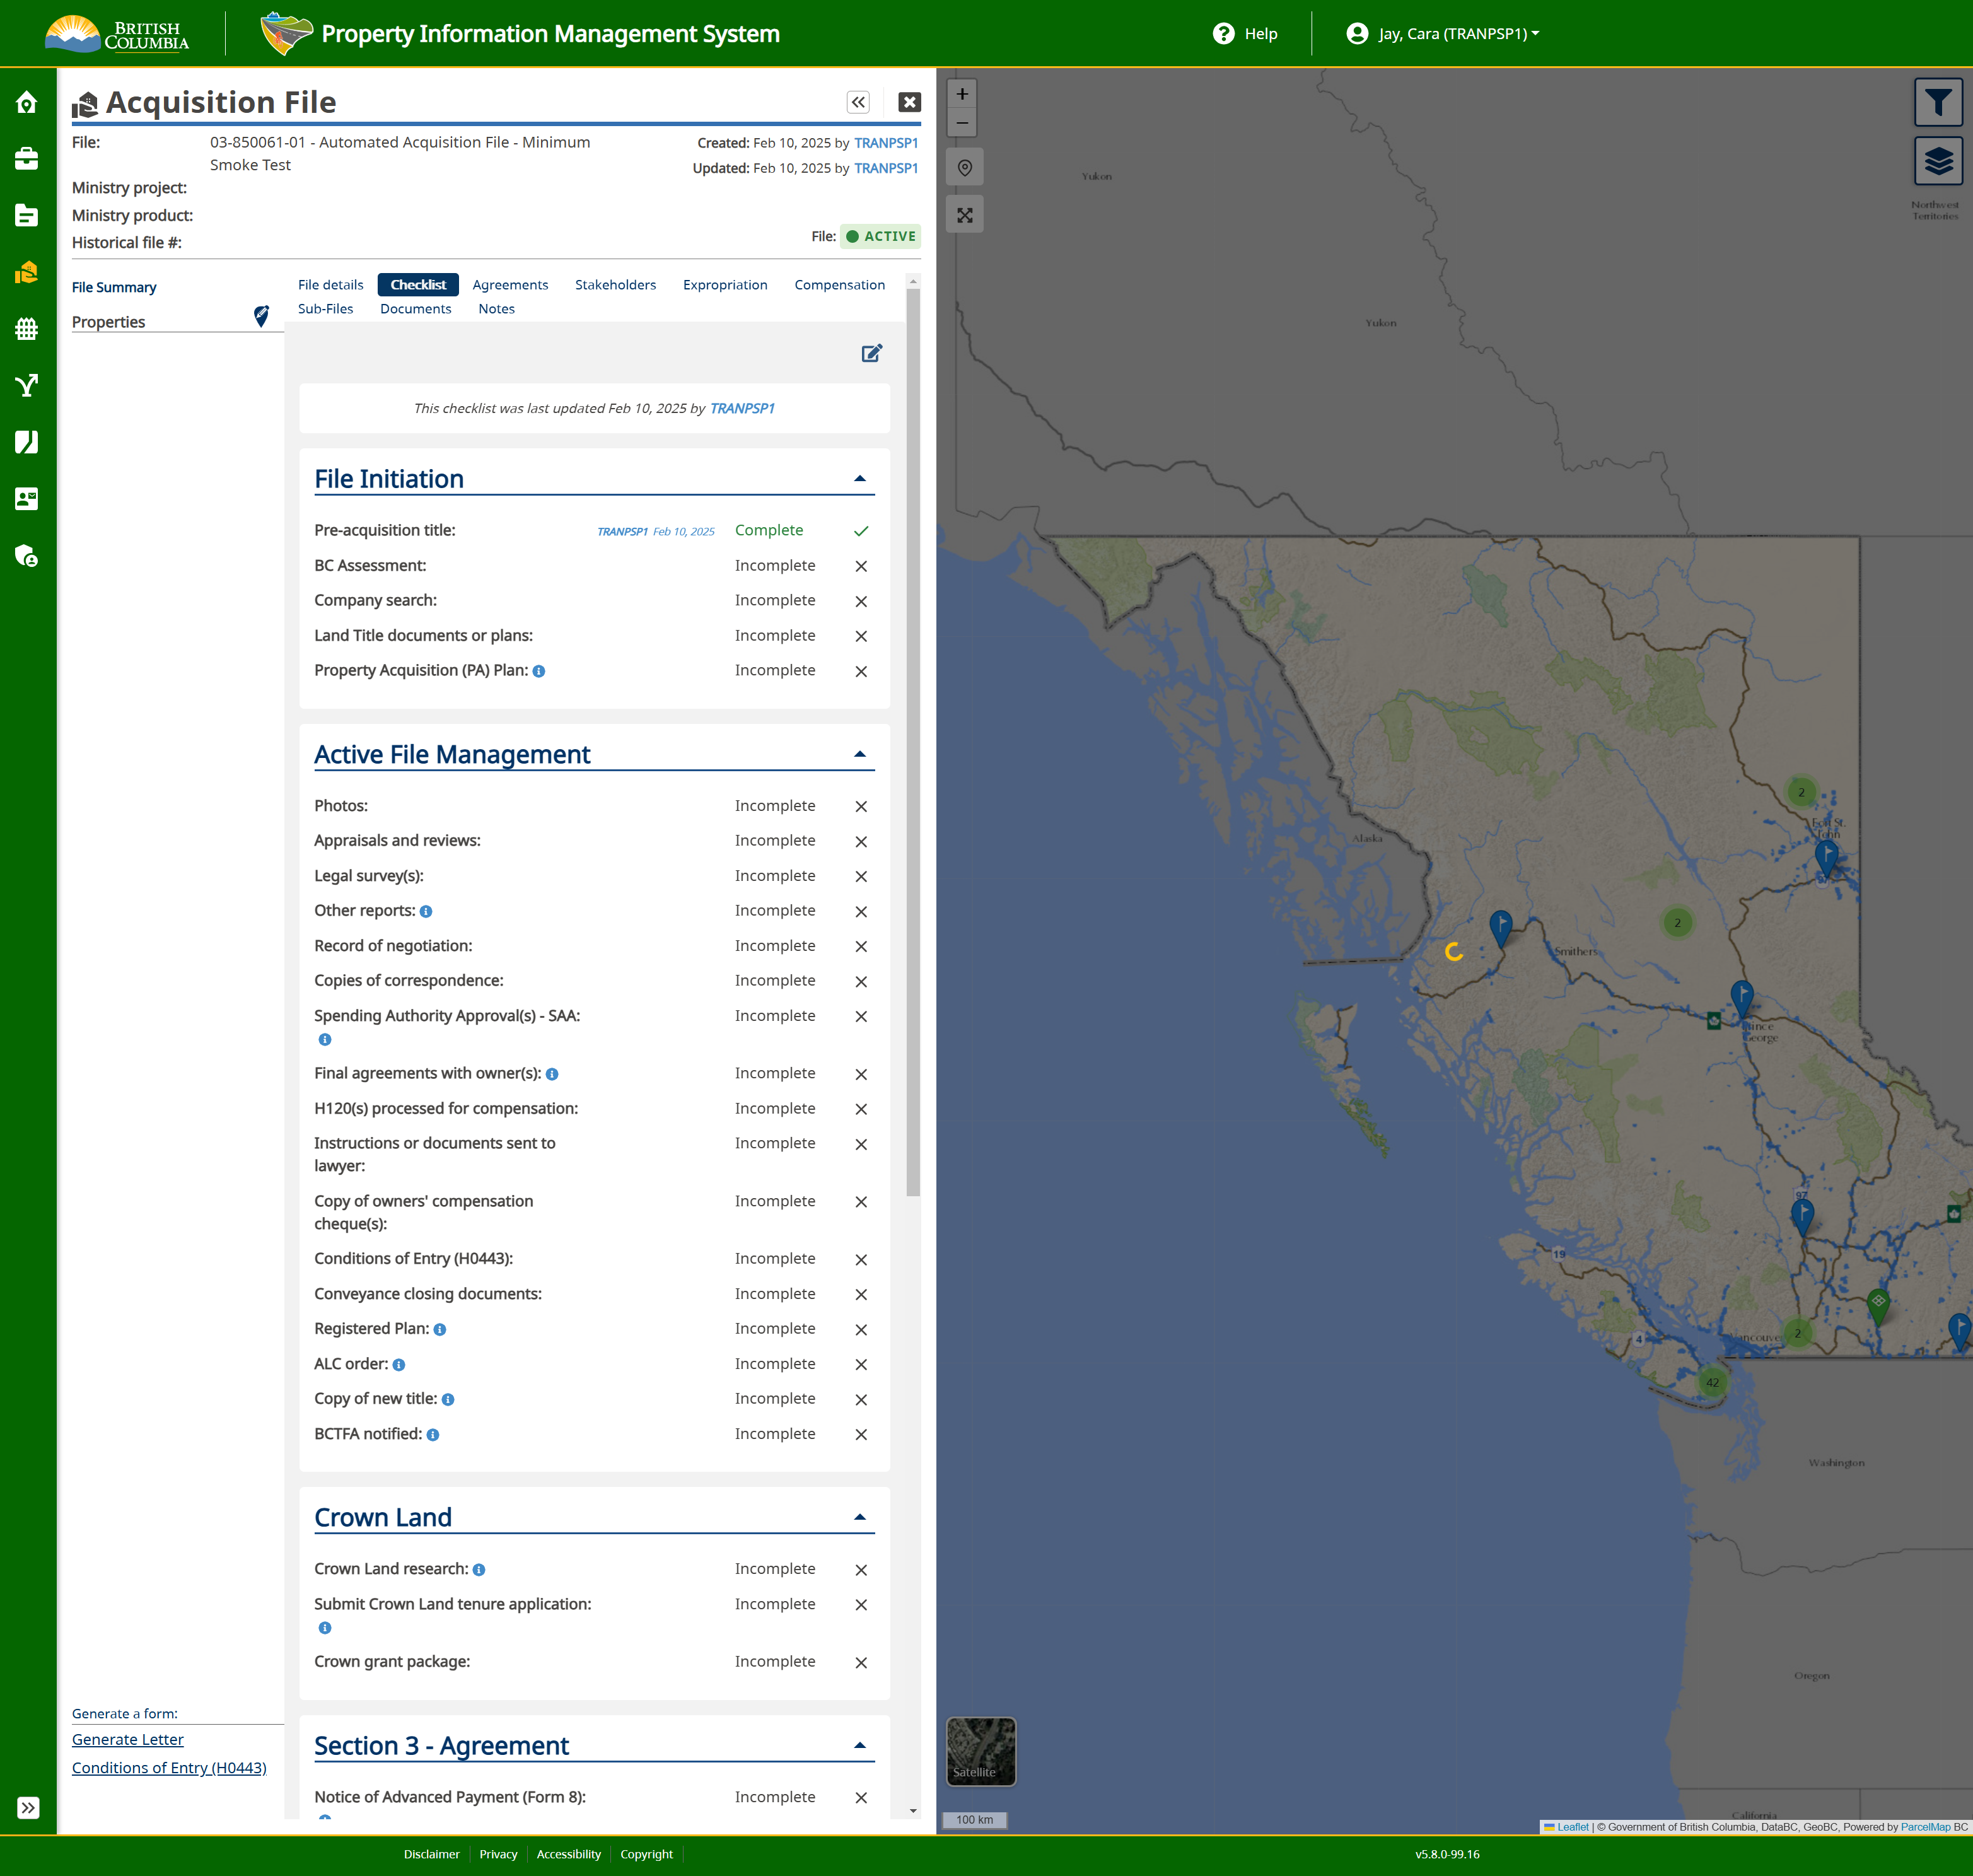 BRITISH COLUMBIA
Property Information Management System
Help
Jay, Cara (TRANPSP1)
Acquisition File
File: 03-850061-01 - Automated Acquisition File - Minimum Smoke Test
Created: Feb 10, 2025 by TRANPSP1
Updated: Feb 10, 2025 by TRANPSP1
Ministry project:
Ministry product:
Historical file #:
File: ACTIVE
File Summary
Properties
File details Checklist Agreements Stakeholders Expropriation Compensation
Sub-Files Documents Notes
This checklist was last updated Feb 10, 2025 by TRANPSP1
File Initiation
Pre-acquisition title: TRANPSP1 Feb 10, 2025 Complete
BC Assessment: Incomplete
Company search: Incomplete
Land Title documents or plans: Incomplete
Property Acquisition (PA) Plan: Incomplete
Active File Management
Photos: Incomplete
Appraisals and reviews: Incomplete
Legal survey(s): Incomplete
Other reports: Incomplete
Record of negotiation: Incomplete
Copies of correspondence: Incomplete
Spending Authority Approval(s) - SAA: Incomplete
Final agreements with owner(s): Incomplete
H120(s) processed for compensation: Incomplete
Instructions or documents sent to lawyer: Incomplete
Copy of owners' compensation cheque(s): Incomplete
Conditions of Entry (H0443): Incomplete
Conveyance closing documents: Incomplete
Registered Plan: Incomplete
ALC order: Incomplete
Copy of new title: Incomplete
BCTFA notified: Incomplete
Crown Land
Crown Land research: Incomplete
Submit Crown Land tenure application: Incomplete
Crown grant package: Incomplete
Section 3 - Agreement
Notice of Advanced Payment (Form 8): Incomplete
Generate a form:
Generate Letter
Conditions of Entry (H0443)
+
−
Yukon
Northwest Territories
Yukon
Alaska
2
Fort St. John
2
Smithers
Prince George
97
19
4
Vancouver
2
42
Washington
Oregon
California
Satellite
100 km
Leaflet | © Government of British Columbia, DataBC, GeoBC, Powered by ParcelMap BC
Disclaimer Privacy Accessibility Copyright
v5.8.0-99.16